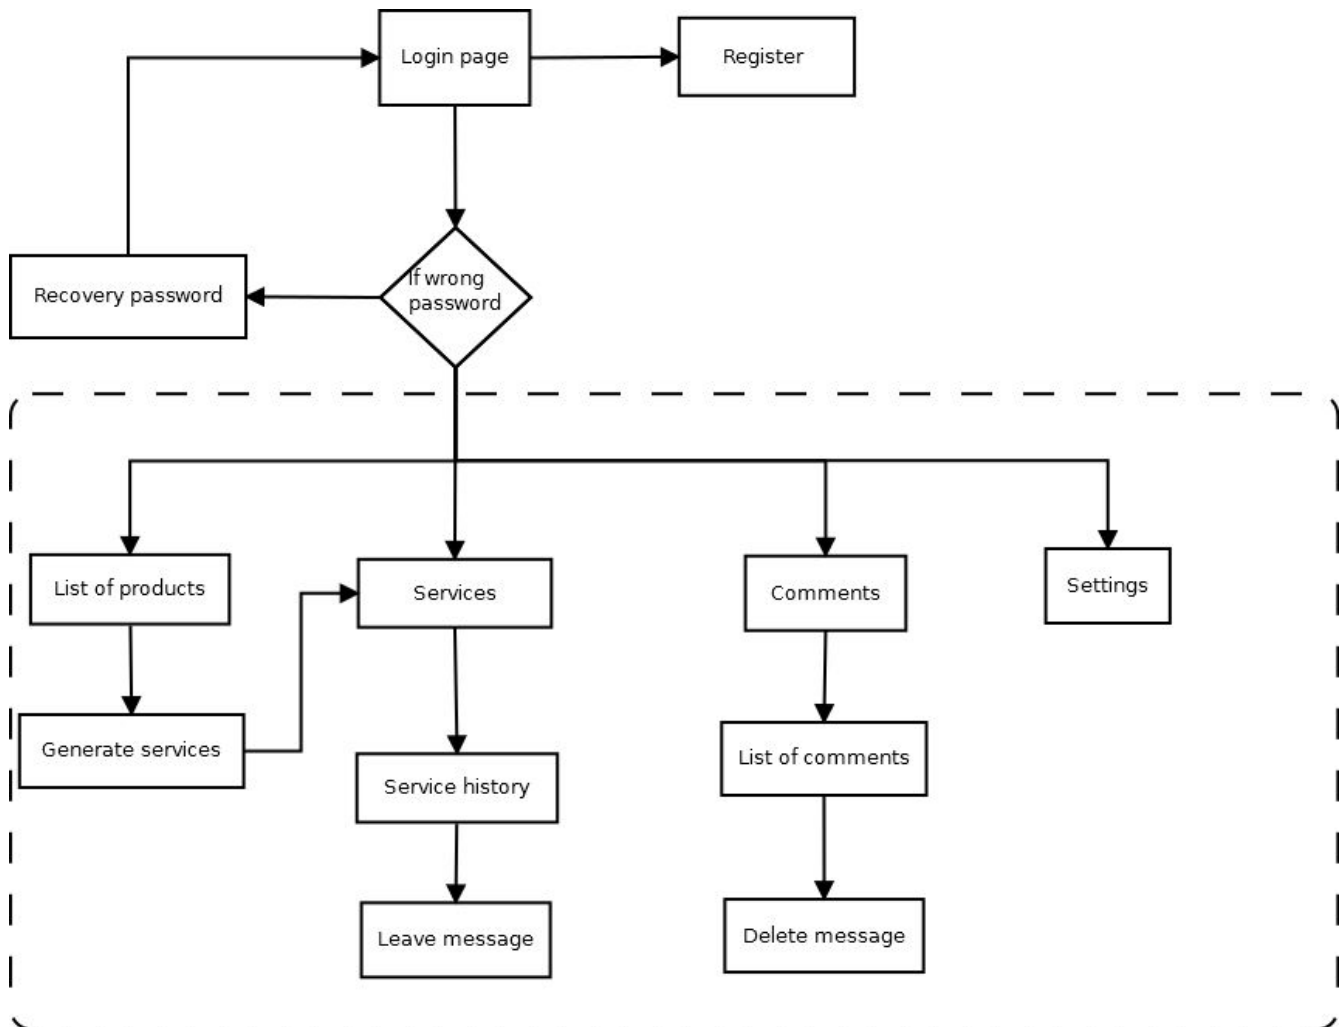 Login page
Register
If wrong
password
Recovery password
List of products
Services
Comments
Settings
Generate services
Service history
List of comments
Leave message
Delete message